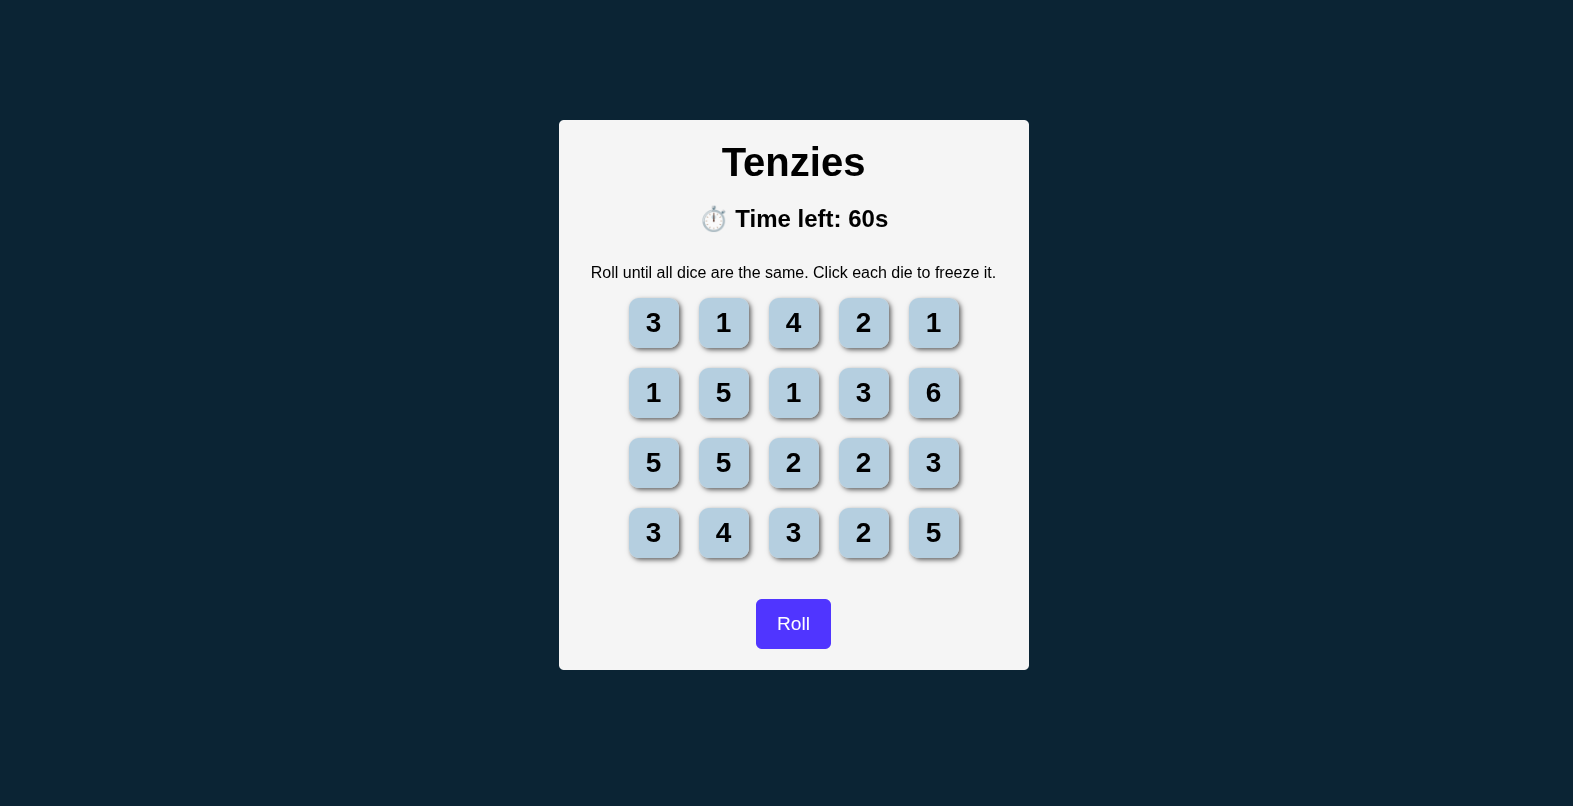 Tenzies
⏱️ Time left: 60s
Roll until all dice are the same. Click each die to freeze it.
3 1 4 2 1
1 5 1 3 6
5 5 2 2 3
3 4 3 2 5
Roll